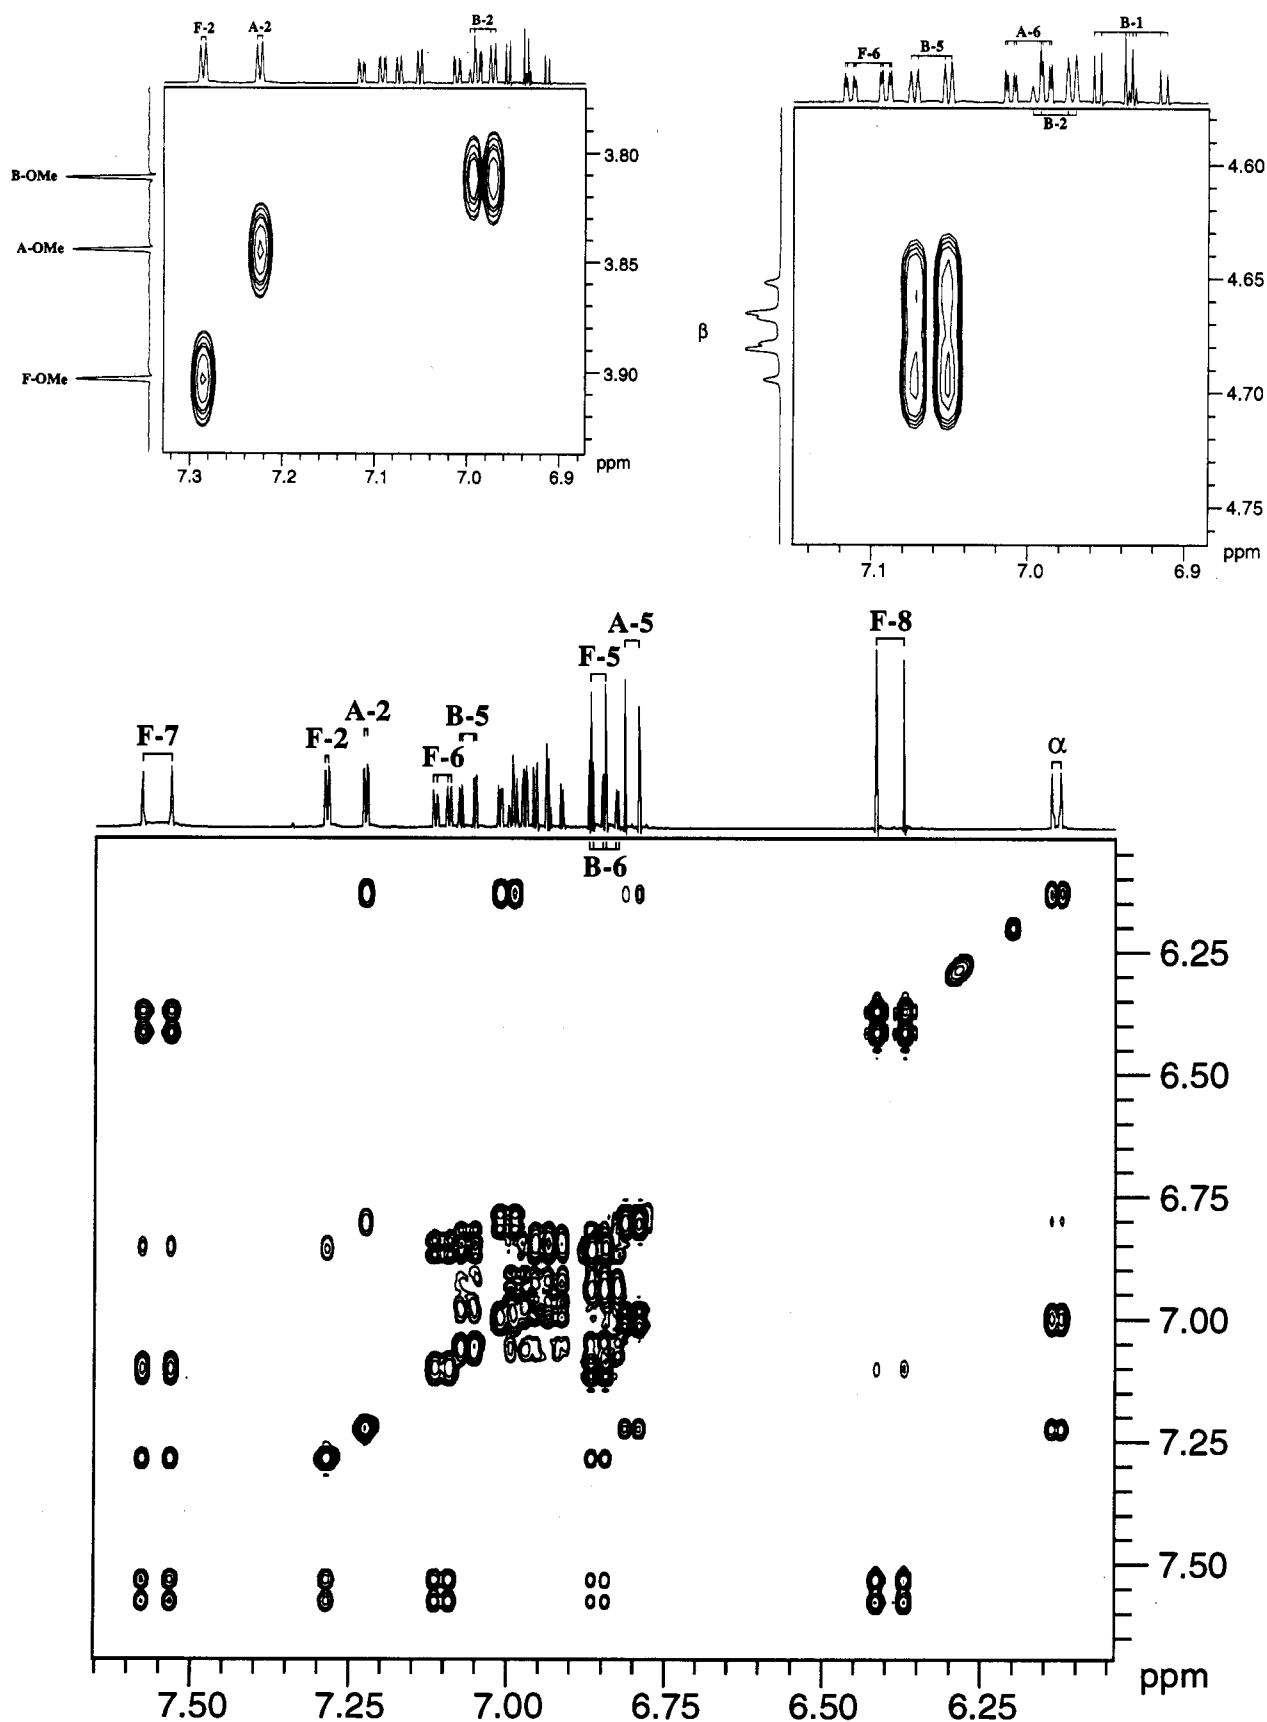 F-2 A-2 B-2
B-OMe
A-OMe
F-OMe
3.80
3.85
3.90
7.3 7.2 7.1 7.0 6.9
ppm
F-6 B-5 A-6 B-1
B-2
β
4.60
4.65
4.70
4.75
7.1 7.0 6.9
ppm
F-7 F-2 A-2 F-6 B-5 F-5 A-5 F-8 α
B-6
6.25
6.50
6.75
7.00
7.25
7.50
7.50 7.25 7.00 6.75 6.50 6.25
ppm